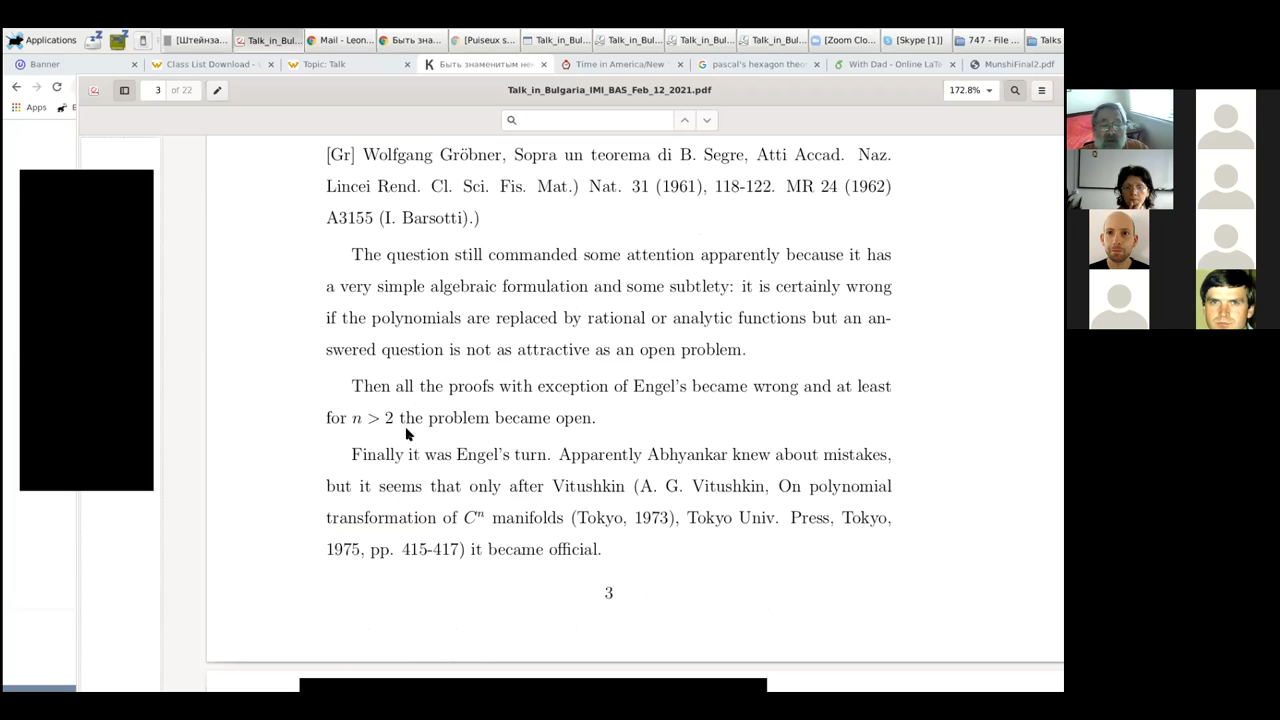 Applications
[Штейнза...
Talk_in_Bul...
Mail - Leon...
Быть зна...
[Puiseux s...
Talk_in_Bu...
Talk_in_Bu...
Talk_in_Bu...
Talk_in_Bu...
[Zoom Clo...
[Skype [1]]
747 - File ...
Talks
Banner
Class List Download - U
Topic: Talk
Быть знаменитым нек
Time in America/New
pascal's hexagon theo
With Dad - Online LaTe
MunshiFinal2.pdf
Apps
3 of 22
Talk_in_Bulgaria_IMI_BAS_Feb_12_2021.pdf
172.8%
[Gr] Wolfgang Gröbner, Sopra un teorema di B. Segre, Atti Accad. Naz.
Lincei Rend. Cl. Sci. Fis. Mat.) Nat. 31 (1961), 118-122. MR 24 (1962)
A3155 (I. Barsotti).)
The question still commanded some attention apparently because it has
a very simple algebraic formulation and some subtlety: it is certainly wrong
if the polynomials are replaced by rational or analytic functions but an an-
swered question is not as attractive as an open problem.
Then all the proofs with exception of Engel's became wrong and at least
for n > 2 the problem became open.
Finally it was Engel's turn. Apparently Abhyankar knew about mistakes,
but it seems that only after Vitushkin (A. G. Vitushkin, On polynomial
transformation of Cⁿ manifolds (Tokyo, 1973), Tokyo Univ. Press, Tokyo,
1975, pp. 415-417) it became official.
3